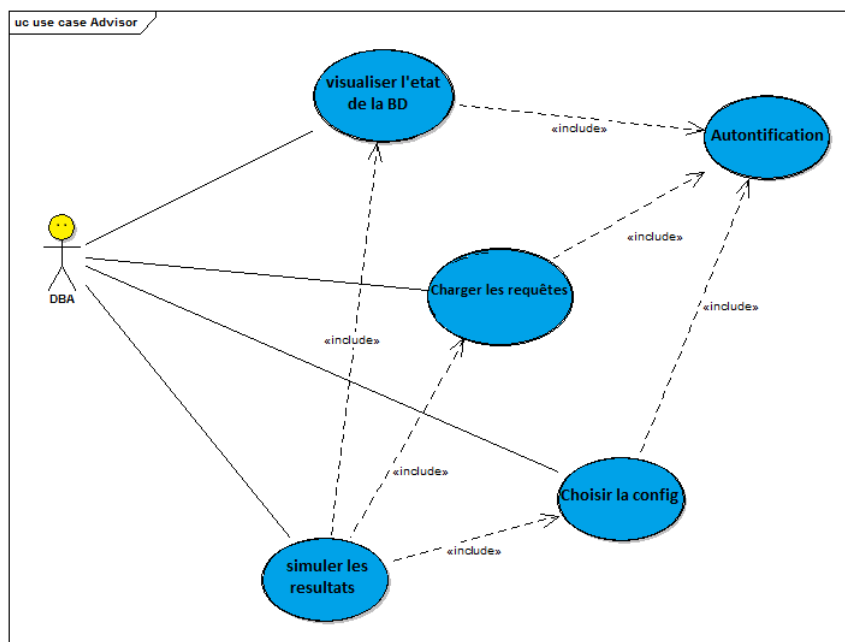 uc use case Advisor
visualiser l'etat
de la BD
«include»
Autontification
«include»
DBA
Charger les requêtes
«include»
«include»
«include»
Choisir la config
«include»
simuler les
resultats